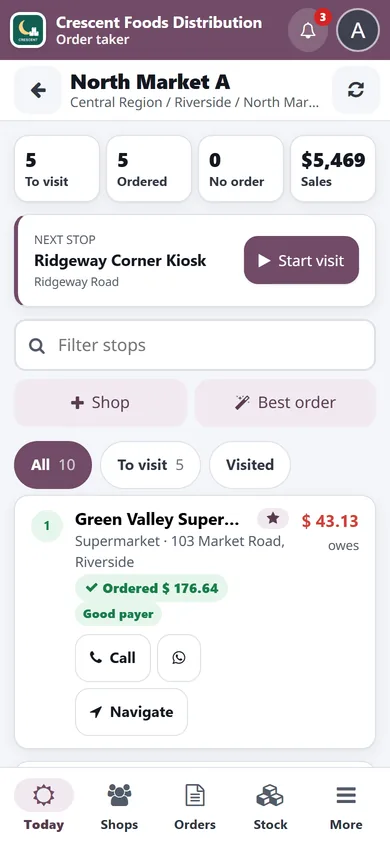 Crescent Foods Distribution
Order taker
CRESCENT
3
A
North Market A
Central Region / Riverside / North Mar...
5
To visit
5
Ordered
0
No order
$5,469
Sales
NEXT STOP
Ridgeway Corner Kiosk
Ridgeway Road
Start visit
Filter stops
Shop
Best order
All 10
To visit 5
Visited
1
Green Valley Super...
$ 43.13
owes
Supermarket · 103 Market Road,
Riverside
Ordered $ 176.64
Good payer
Call
Navigate
Today
Shops
Orders
Stock
More